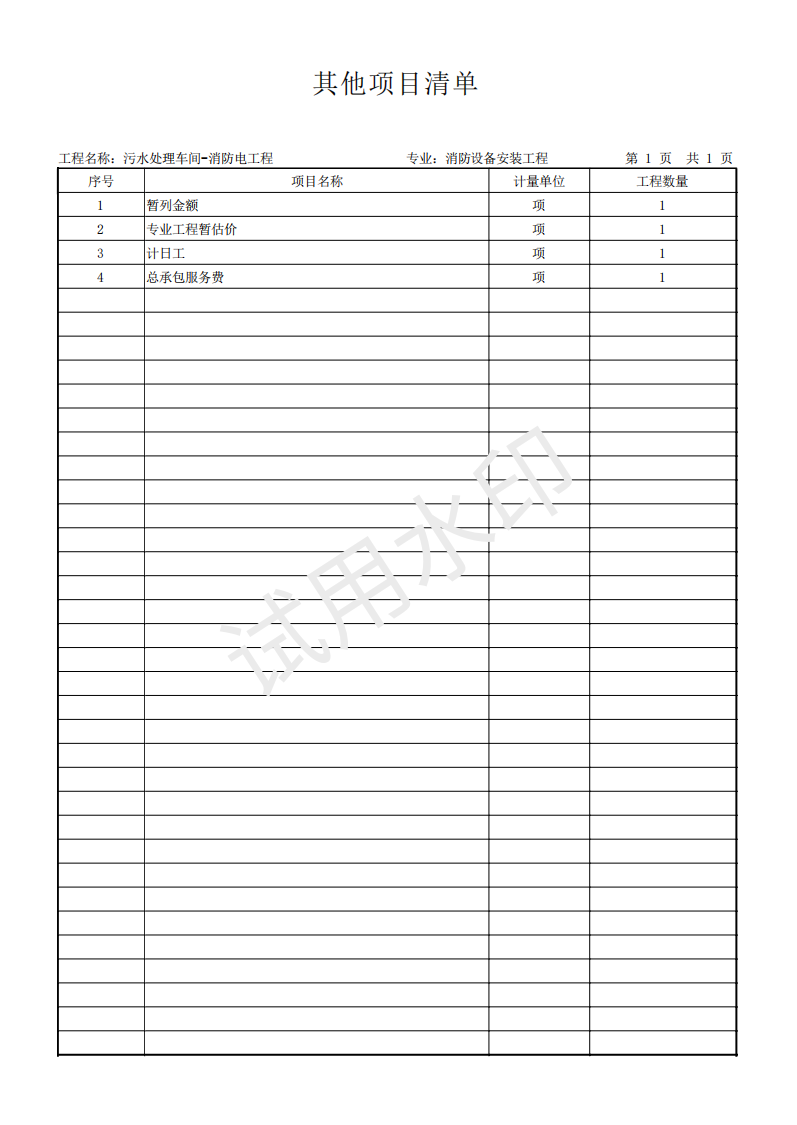 其他项目清单
工程名称：污水处理车间-消防电工程 专业：消防设备安装工程 第 1 页 共 1 页
序号 项目名称 计量单位 工程数量
1 暂列金额 项 1
2 专业工程暂估价 项 1
3 计日工 项 1
4 总承包服务费 项 1
试用水印